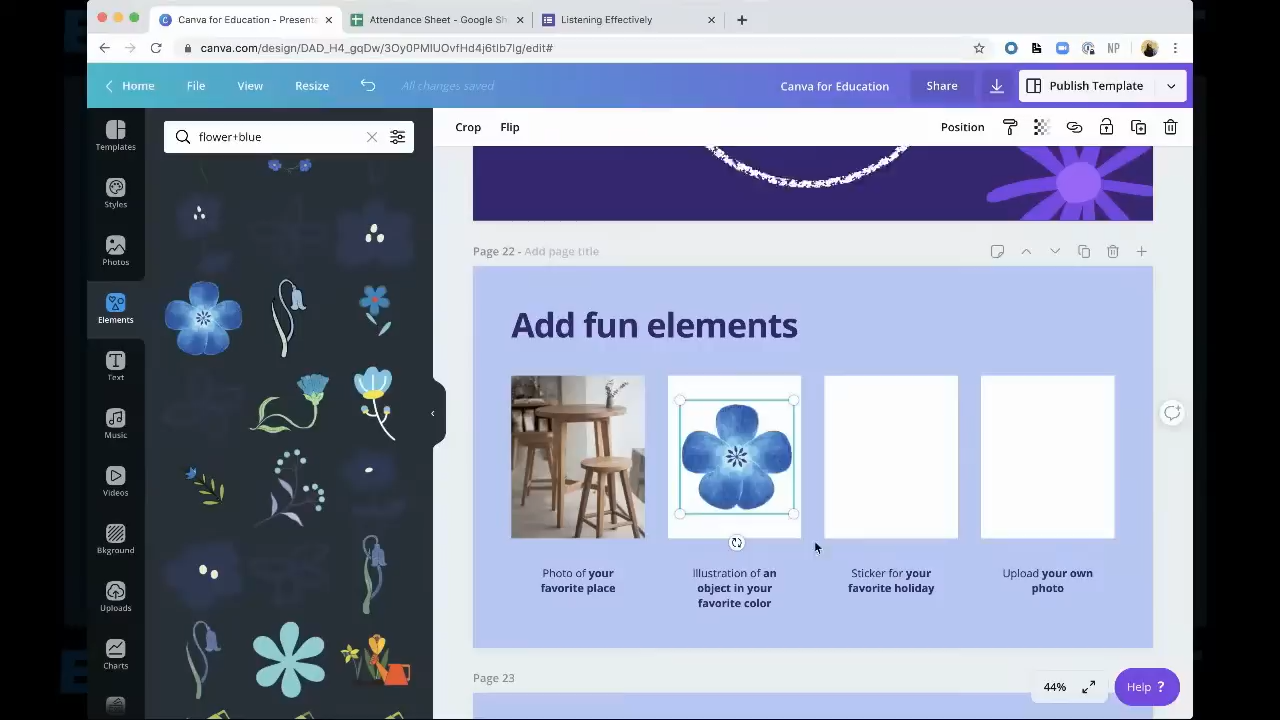 Canva for Education - Present
Attendance Sheet - Google Sh
Listening Effectively
canva.com/design/DAD_H4_gqDw/3Oy0PMIUOvfHd4j6tlb7Ig/edit#
NP
Home
File
View
Resize
All changes saved
Canva for Education
Share
Publish Template
Templates
Styles
Photos
Elements
Text
Music
Videos
Bkground
Uploads
Charts
flower+blue
Crop
Flip
Position
Page 22 - Add page title
Add fun elements
Photo of your
favorite place
Illustration of an
object in your
favorite color
Sticker for your
favorite holiday
Upload your own
photo
Page 23
44%
Help ?